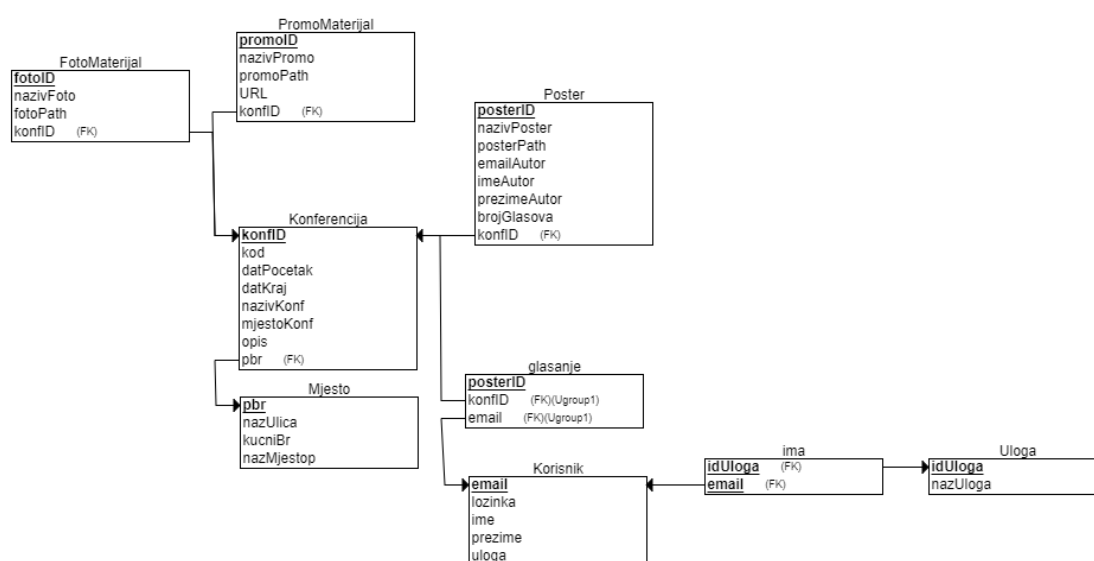 PromoMaterijal
promoID
nazivPromo
promoPath
URL
konfID (FK)
FotoMaterijal
fotoID
nazivFoto
fotoPath
konfID (FK)
Poster
posterID
nazivPoster
posterPath
emailAutor
imeAutor
prezimeAutor
brojGlasova
konfID (FK)
Konferencija
konfID
kod
datPocetak
datKraj
nazivKonf
mjestoKonf
opis
pbr (FK)
Mjesto
pbr
nazUlica
kucniBr
nazMjestop
glasanje
posterID
konfID (FK)(Ugroup1)
email (FK)(Ugroup1)
Korisnik
email
lozinka
ime
prezime
uloga
ima
idUloga (FK)
email (FK)
Uloga
idUloga
nazUloga